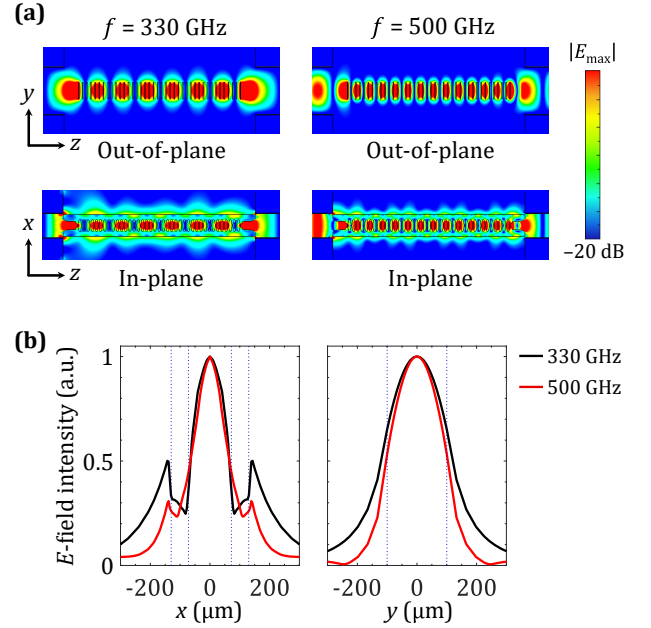 (a)
f = 330 GHz
f = 500 GHz
|Emax|
y
z
Out-of-plane
Out-of-plane
x
z
In-plane
In-plane
−20 dB
(b)
E-field intensity (a.u.)
1
0.5
0
-200 0 200
x (μm)
-200 0 200
y (μm)
330 GHz
500 GHz